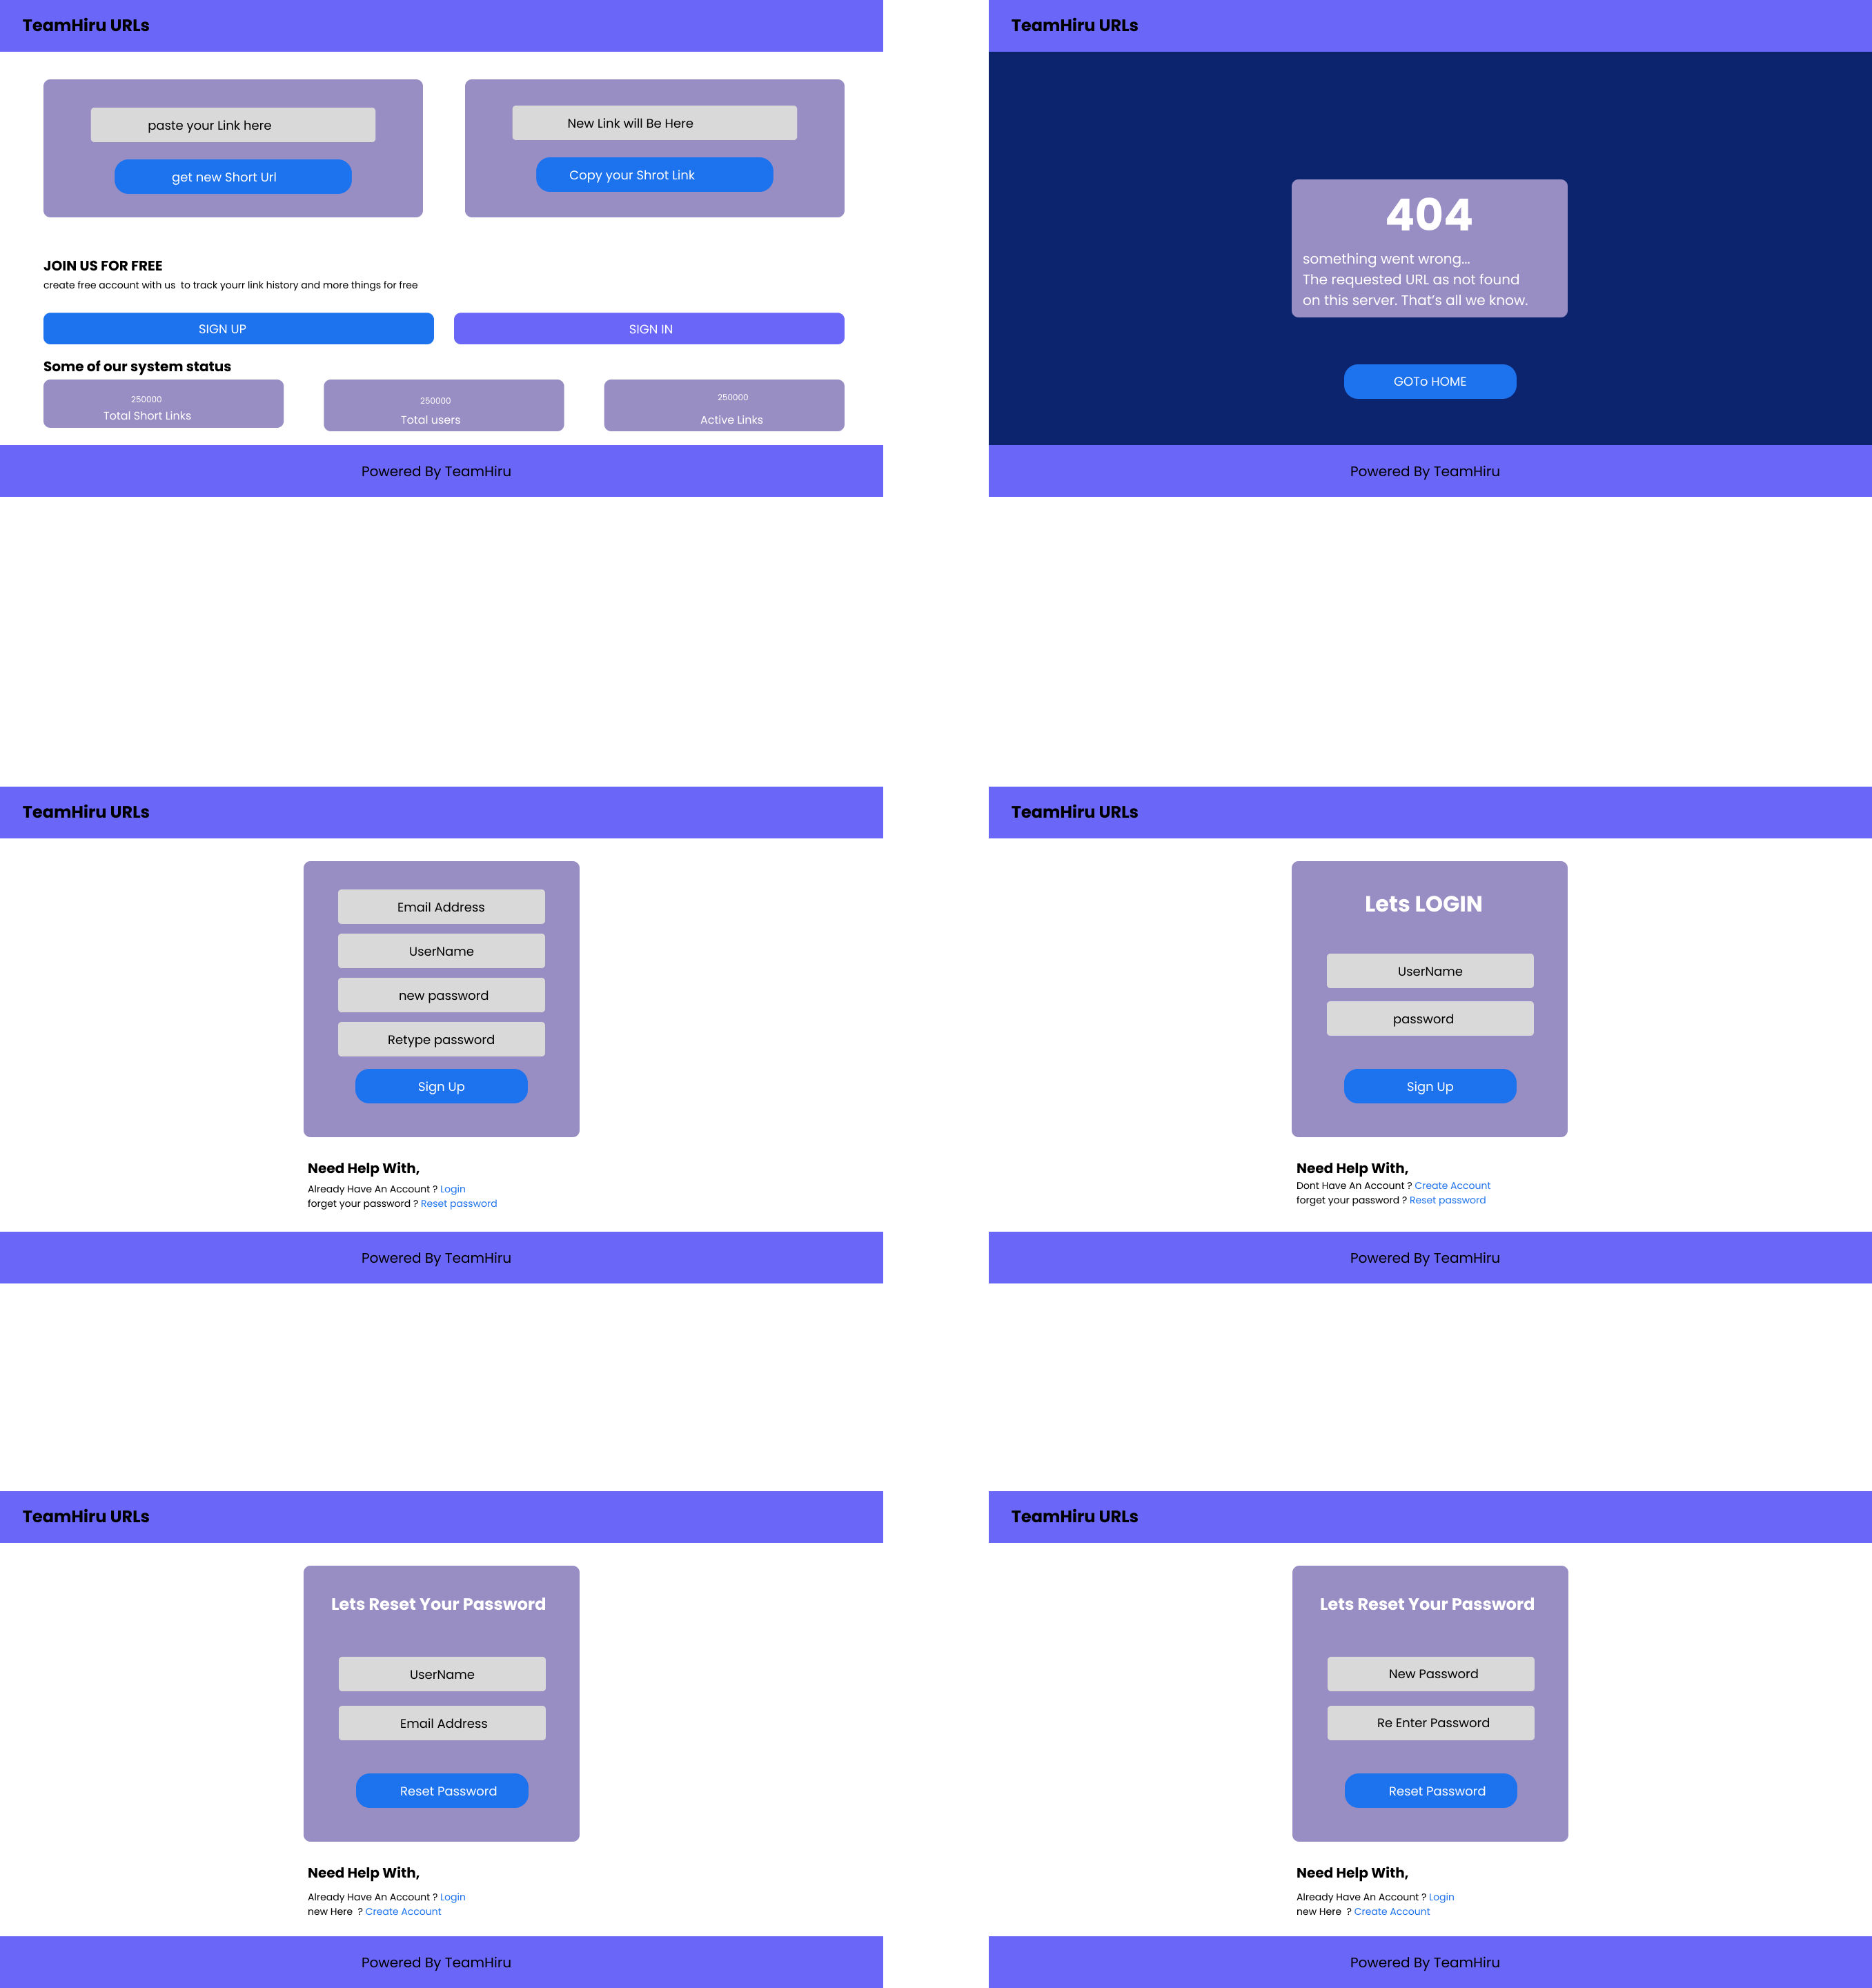 TeamHiru URLs
paste your Link here
get new Short Url
New Link will Be Here
Copy your Shrot Link
JOIN US FOR FREE
create free account with us  to track yourr link history and more things for free
SIGN UP
SIGN IN
Some of our system status
250000
Total Short Links
250000
Total users
250000
Active Links
Powered By TeamHiru
TeamHiru URLs
404
something went wrong...
The requested URL as not found
on this server. That's all we know.
GOTo HOME
Powered By TeamHiru
TeamHiru URLs
Email Address
UserName
new password
Retype password
Sign Up
Need Help With,
Already Have An Account ? Login
forget your password ? Reset password
Powered By TeamHiru
TeamHiru URLs
Lets LOGIN
UserName
password
Sign Up
Need Help With,
Dont Have An Account ? Create Account
forget your password ? Reset password
Powered By TeamHiru
TeamHiru URLs
Lets Reset Your Password
UserName
Email Address
Reset Password
Need Help With,
Already Have An Account ? Login
new Here  ? Create Account
Powered By TeamHiru
TeamHiru URLs
Lets Reset Your Password
New Password
Re Enter Password
Reset Password
Need Help With,
Already Have An Account ? Login
new Here  ? Create Account
Powered By TeamHiru